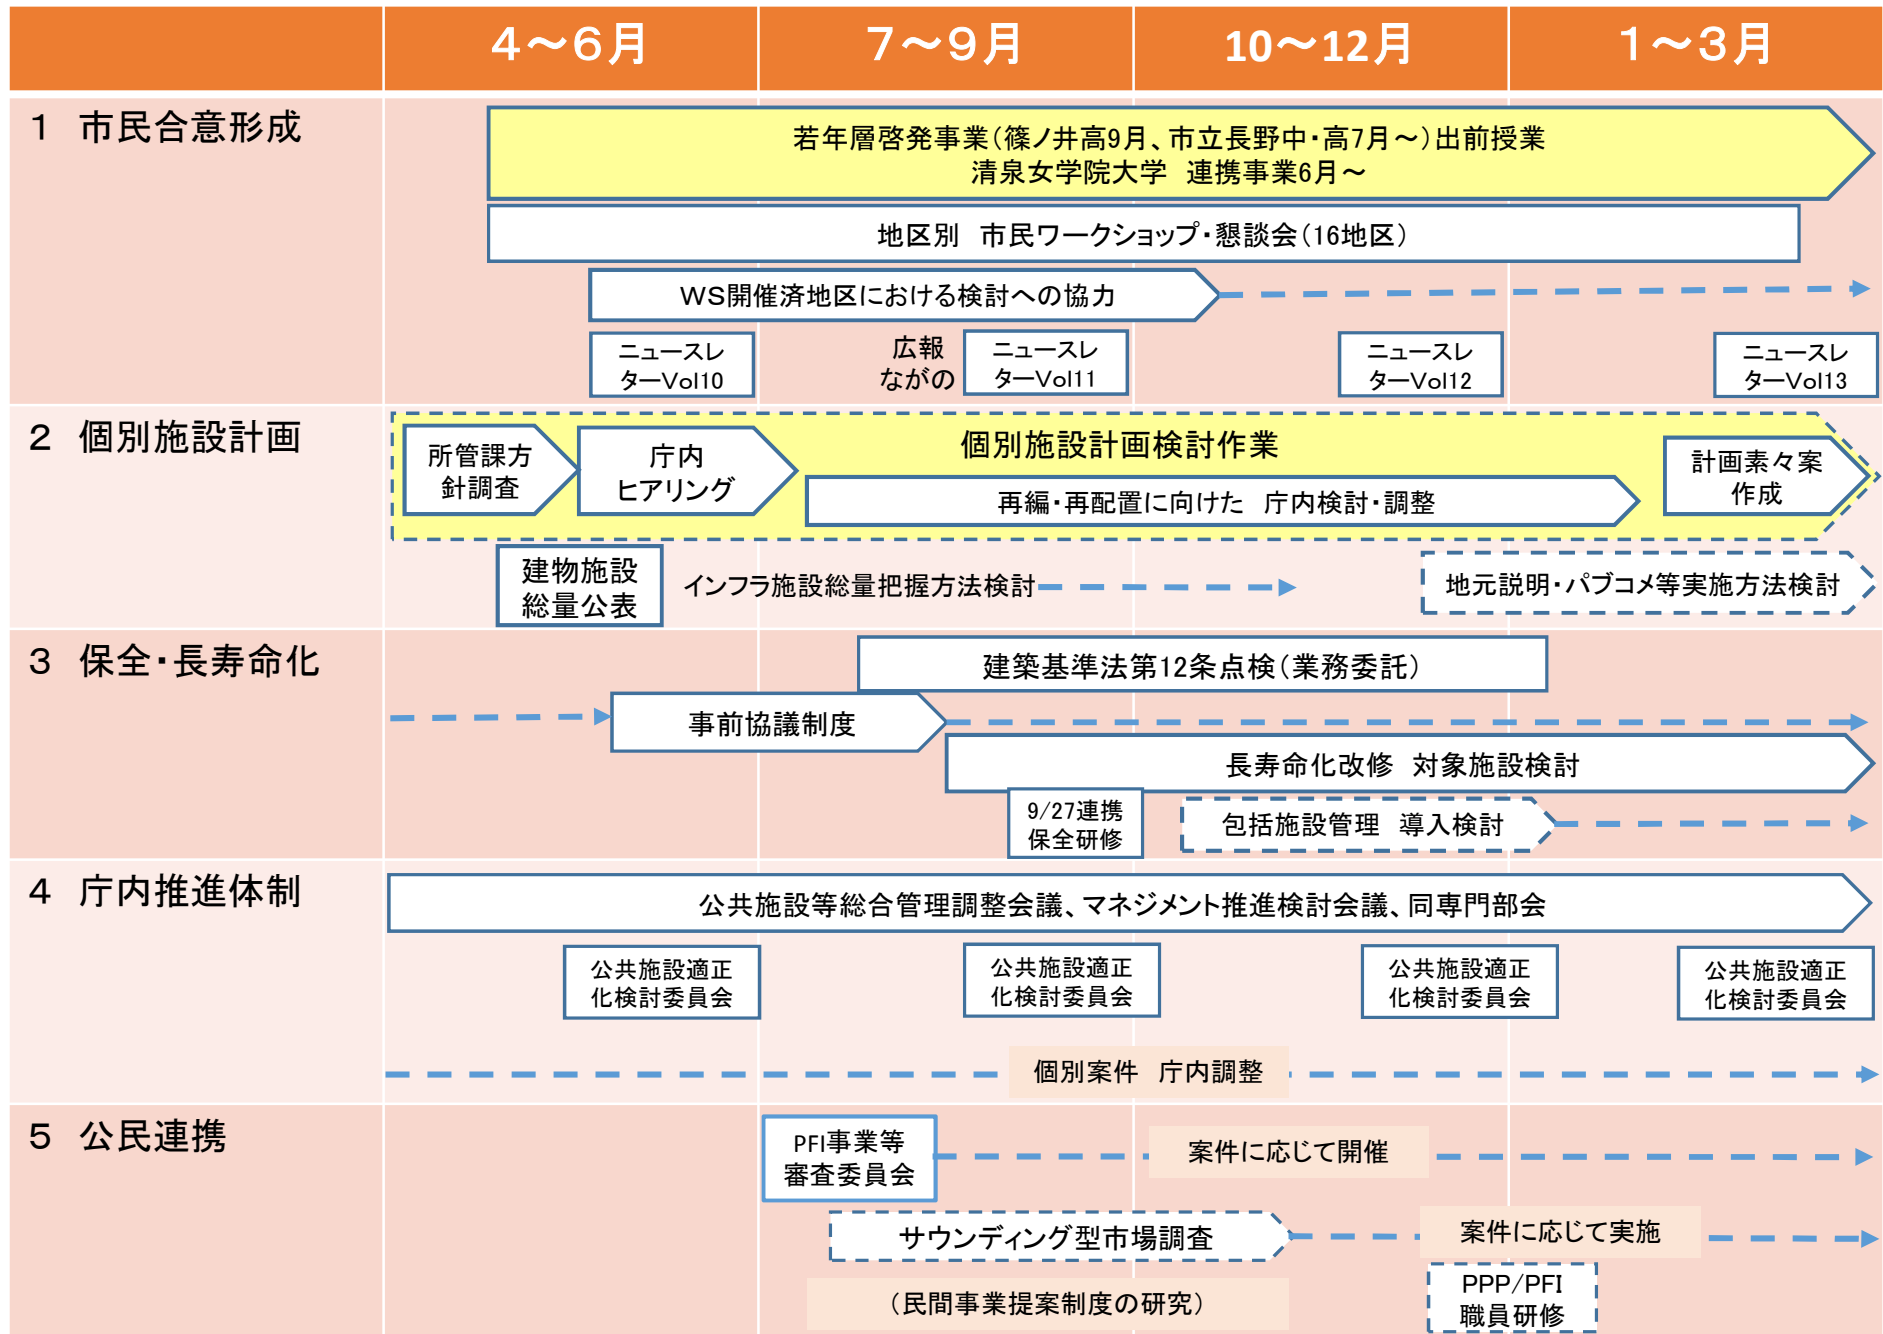 4～6月
7～9月
10～12月
1～3月
1　市民合意形成
若年層啓発事業（篠ノ井高9月、市立長野中・高7月～）出前授業
清泉女学院大学　連携事業6月～
地区別　市民ワークショップ・懇談会（16地区）
WS開催済地区における検討への協力
ニュースレ
ターVol10
広報
ながの
ニュースレ
ターVol11
ニュースレ
ターVol12
ニュースレ
ターVol13
2　個別施設計画
所管課方
針調査
庁内
ヒアリング
個別施設計画検討作業
再編・再配置に向けた　庁内検討・調整
計画素々案
作成
建物施設
総量公表
インフラ施設総量把握方法検討
地元説明・パブコメ等実施方法検討
3　保全・長寿命化
建築基準法第12条点検（業務委託）
事前協議制度
長寿命化改修　対象施設検討
9/27連携
保全研修
包括施設管理　導入検討
4　庁内推進体制
公共施設等総合管理調整会議、マネジメント推進検討会議、同専門部会
公共施設適正
化検討委員会
公共施設適正
化検討委員会
公共施設適正
化検討委員会
公共施設適正
化検討委員会
個別案件　庁内調整
5　公民連携
PFI事業等
審査委員会
案件に応じて開催
サウンディング型市場調査
案件に応じて実施
（民間事業提案制度の研究）
PPP/PFI
職員研修